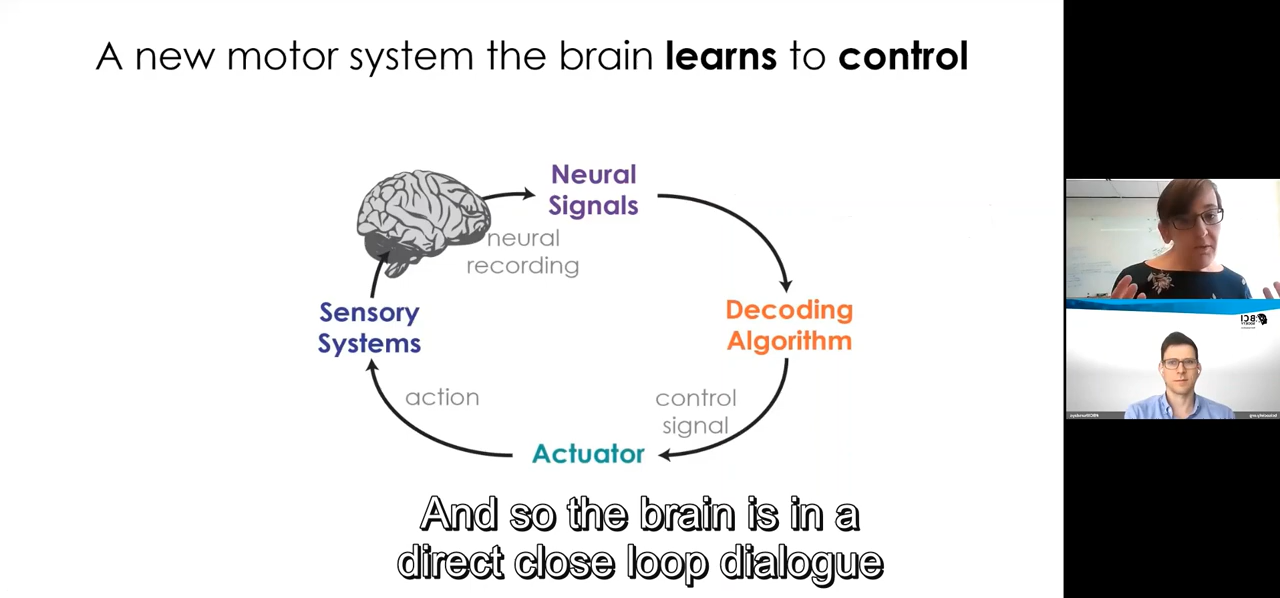 A new motor system the brain learns to control
Neural
Signals
neural
recording
Sensory
Systems
Decoding
Algorithm
action
control
signal
Actuator
And so the brain is in a
direct close loop dialogue
BCI